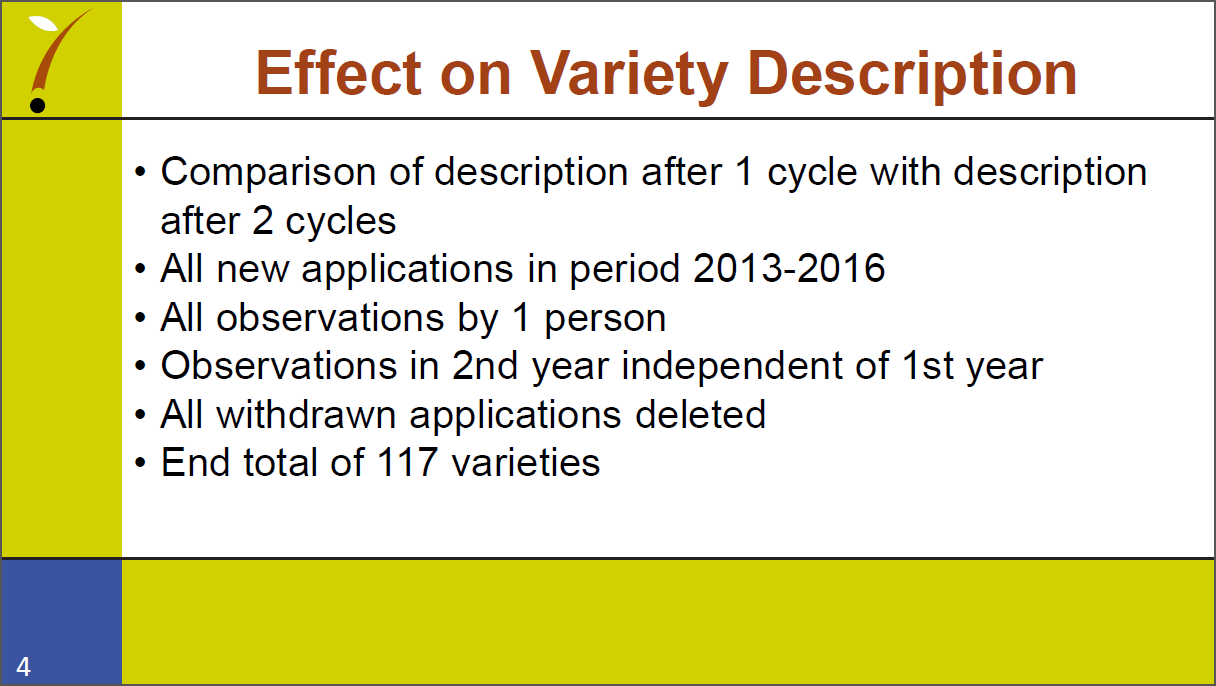 Effect on Variety Description
• Comparison of description after 1 cycle with description
after 2 cycles
• All new applications in period 2013-2016
• All observations by 1 person
• Observations in 2nd year independent of 1st year
• All withdrawn applications deleted
• End total of 117 varieties
4